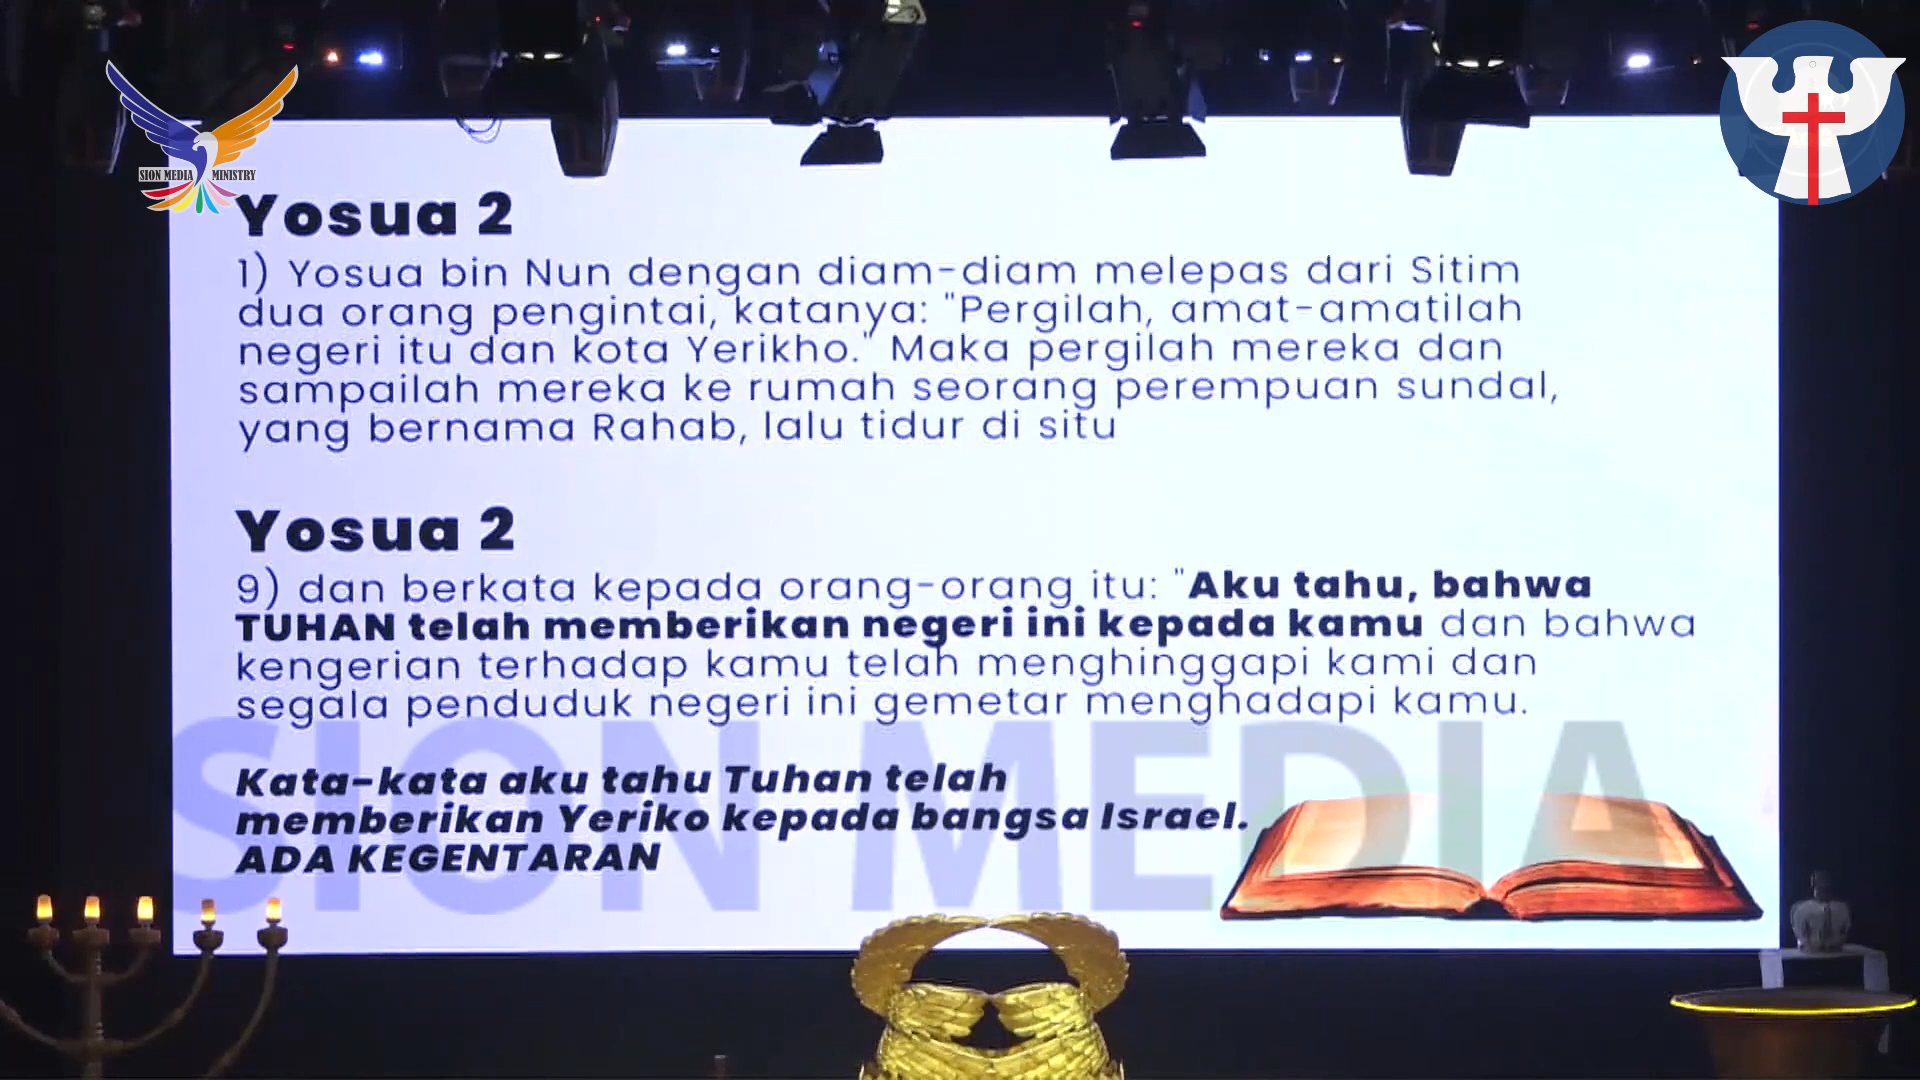 SION MEDIA MINISTRY
Yosua 2
1) Yosua bin Nun dengan diam-diam melepas dari Sitim
dua orang pengintai, katanya: "Pergilah, amat-amatilah
negeri itu dan kota Yerikho." Maka pergilah mereka dan
sampailah mereka ke rumah seorang perempuan sundal,
yang bernama Rahab, lalu tidur di situ
Yosua 2
9) dan berkata kepada orang-orang itu: "Aku tahu, bahwa
TUHAN telah memberikan negeri ini kepada kamu dan bahwa
kengerian terhadap kamu telah menghinggapi kami dan
segala penduduk negeri ini gemetar menghadapi kamu.
Kata-kata aku tahu Tuhan telah
memberikan Yeriko kepada bangsa Israel.
ADA KEGENTARAN
SION MEDIA